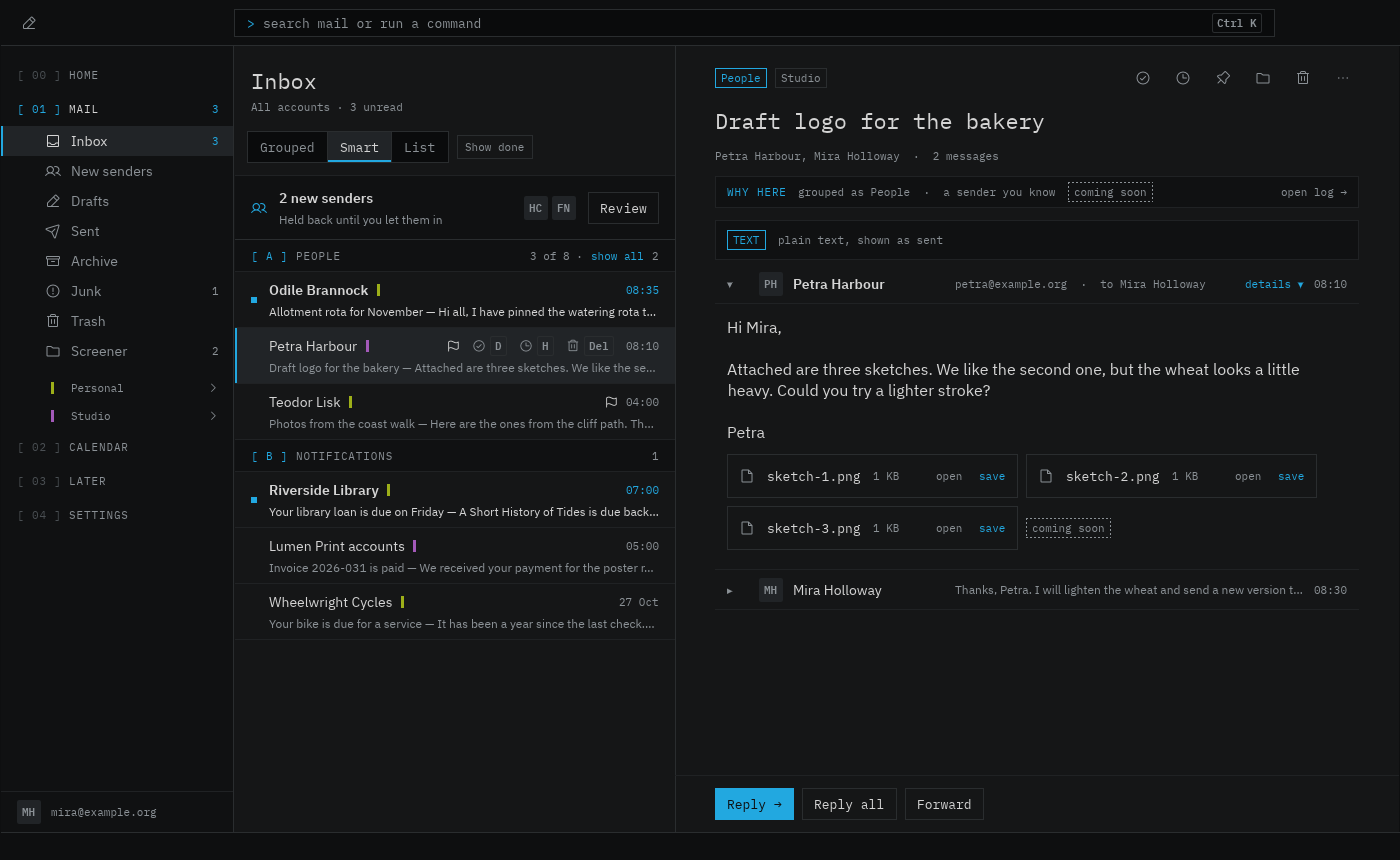 > search mail or run a command Ctrl K
[ 00 ] HOME
[ 01 ] MAIL 3
Inbox 3
New senders
Drafts
Sent
Archive
Junk 1
Trash
Screener 2
Personal
Studio
[ 02 ] CALENDAR
[ 03 ] LATER
[ 04 ] SETTINGS
MH mira@example.org
Inbox
All accounts · 3 unread
Grouped Smart List Show done
2 new senders
Held back until you let them in
HC FN Review
[ A ] PEOPLE 3 of 8 · show all 2
Odile Brannock 08:35
Allotment rota for November — Hi all, I have pinned the watering rota t…
Petra Harbour D H Del 08:10
Draft logo for the bakery — Attached are three sketches. We like the se…
Teodor Lisk 04:00
Photos from the coast walk — Here are the ones from the cliff path. Th…
[ B ] NOTIFICATIONS 1
Riverside Library 07:00
Your library loan is due on Friday — A Short History of Tides is due back…
Lumen Print accounts 05:00
Invoice 2026-031 is paid — We received your payment for the poster r…
Wheelwright Cycles 27 Oct
Your bike is due for a service — It has been a year since the last check.…
People Studio
Draft logo for the bakery
Petra Harbour, Mira Holloway · 2 messages
WHY HERE grouped as People · a sender you know coming soon open log →
TEXT plain text, shown as sent
▾ PH Petra Harbour petra@example.org · to Mira Holloway details ▾ 08:10
Hi Mira,
Attached are three sketches. We like the second one, but the wheat looks a little
heavy. Could you try a lighter stroke?
Petra
sketch-1.png 1 KB open save
sketch-2.png 1 KB open save
sketch-3.png 1 KB open save
coming soon
▸ MH Mira Holloway Thanks, Petra. I will lighten the wheat and send a new version t… 08:30
Reply → Reply all Forward